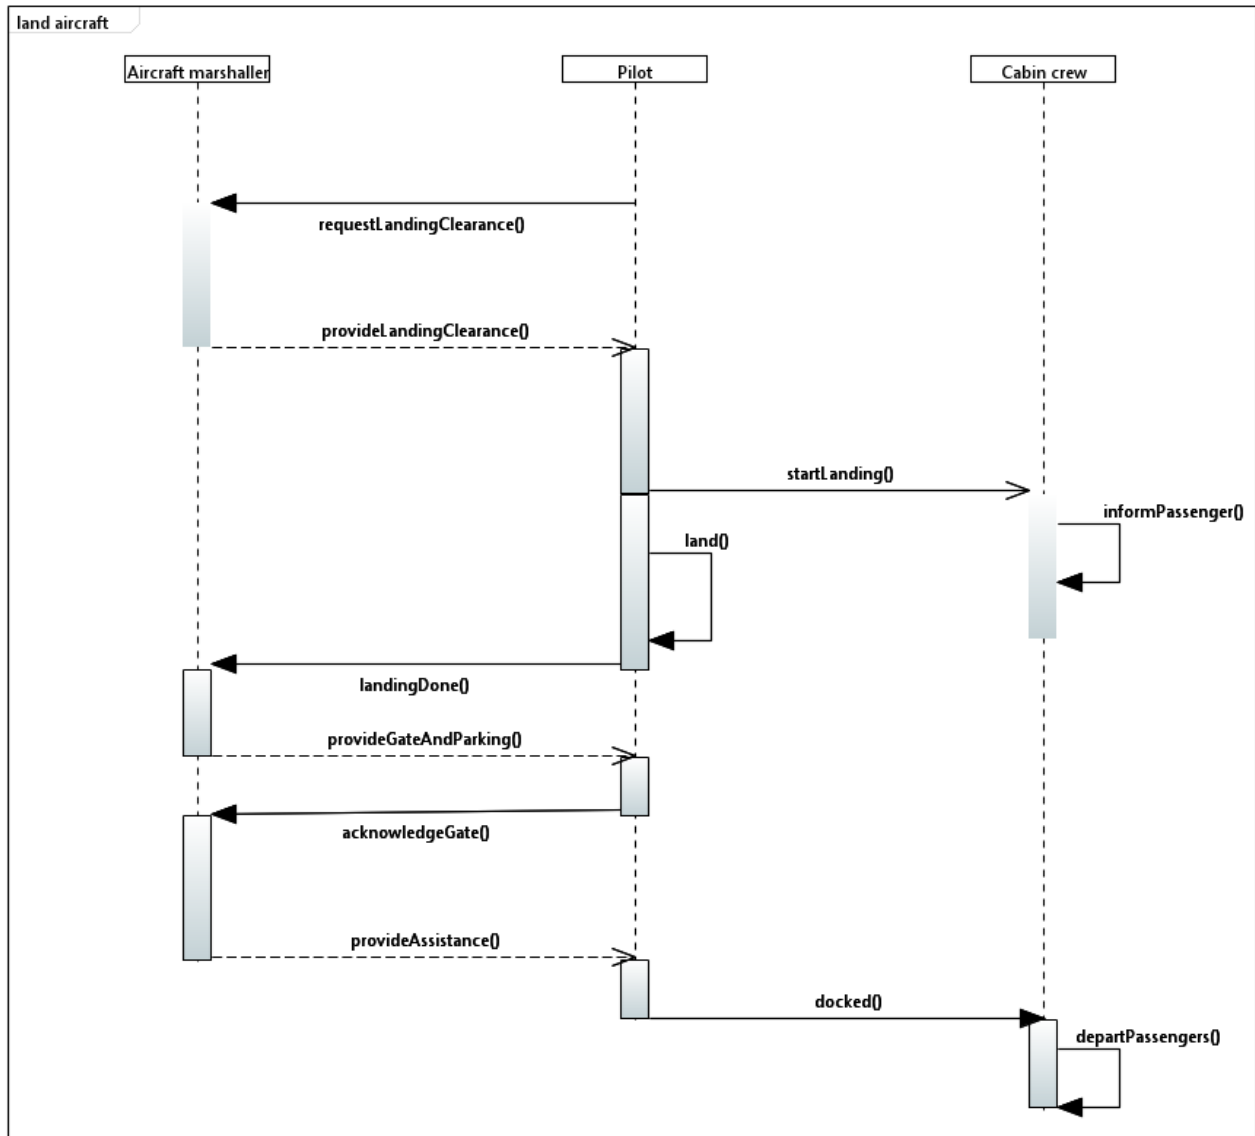 land aircraft
Aircraft marshaller
Pilot
Cabin crew
requestLandingClearance()
provideLandingClearance()
startLanding()
informPassenger()
land()
landingDone()
provideGateAndParking()
acknowledgeGate()
provideAssistance()
docked()
departPassengers()